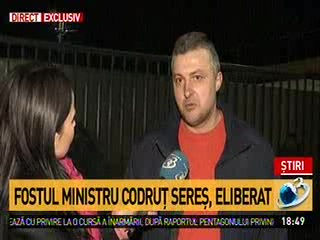 DIRECT EXCLUSIV
ȘTIRI
FOSTUL MINISTRU CODRUȚ SEREȘ, ELIBERAT
EAZĂ CU PRIVIRE LA O CURSĂ A ÎNARMĂRII, DUPĂ RAPORTUL PENTAGONULUI PRIVIN
18:49